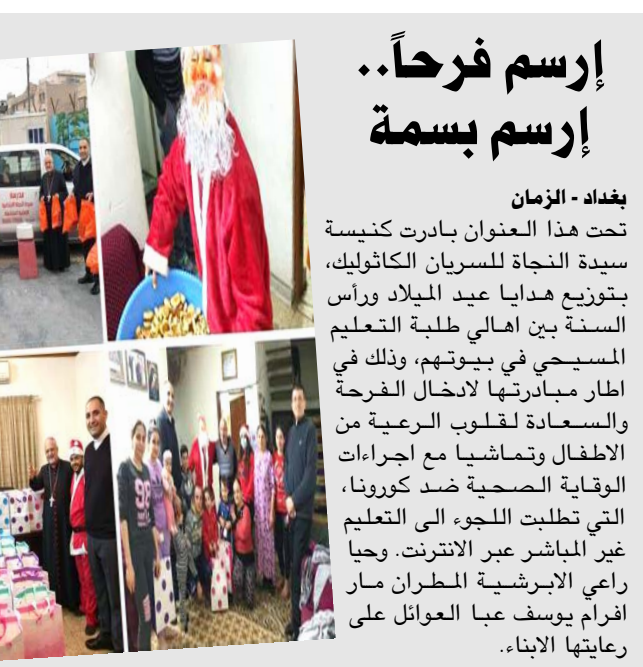 إرسم فرحاً..
إرسم بسمة
بغداد - الزمان
تحت هذا العنوان بادرت كنيسة
سيدة النجاة للسريان الكاثوليك،
بتوزيع هدايا عيد الميلاد ورأس
السنة بين اهالي طلبة التعليم
المسيحي في بيوتهم، وذلك في
اطار مبادرتها لادخال الفرحة
والسعادة لقلوب الرعية من
الاطفال وتماشيا مع اجراءات
الوقاية الصحية ضد كورونا،
التي تطلبت اللجوء الى التعليم
غير المباشر عبر الانترنت. وحيا
راعي الابرشية المطران مار
افرام يوسف عبا العوائل على
رعايتها الابناء.